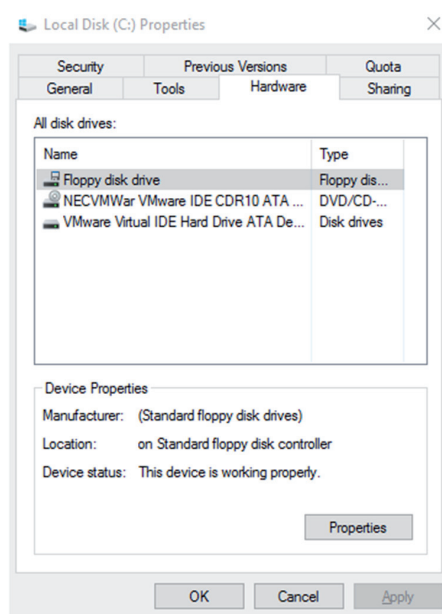 Local Disk (C:) Properties
Security Previous Versions Quota
General Tools Hardware Sharing
All disk drives:
Name Type
Floppy disk drive Floppy dis...
NECVMWar VMware IDE CDR10 ATA ... DVD/CD-...
VMware Virtual IDE Hard Drive ATA De... Disk drives
Device Properties
Manufacturer: (Standard floppy disk drives)
Location: on Standard floppy disk controller
Device status: This device is working properly.
Properties
OK Cancel Apply